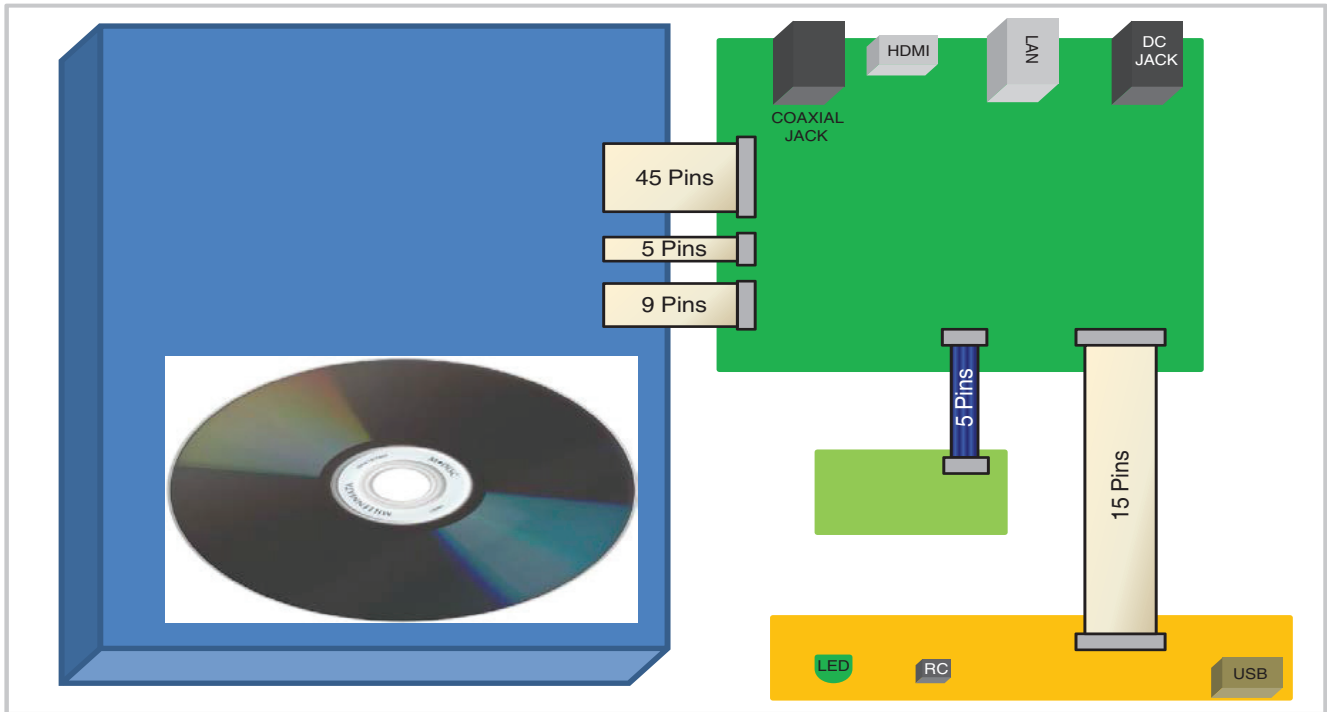 HDMI
LAN
DC
JACK
COAXIAL
JACK
45 Pins
5 Pins
9 Pins
5 Pins
15 Pins
LED
RC
USB